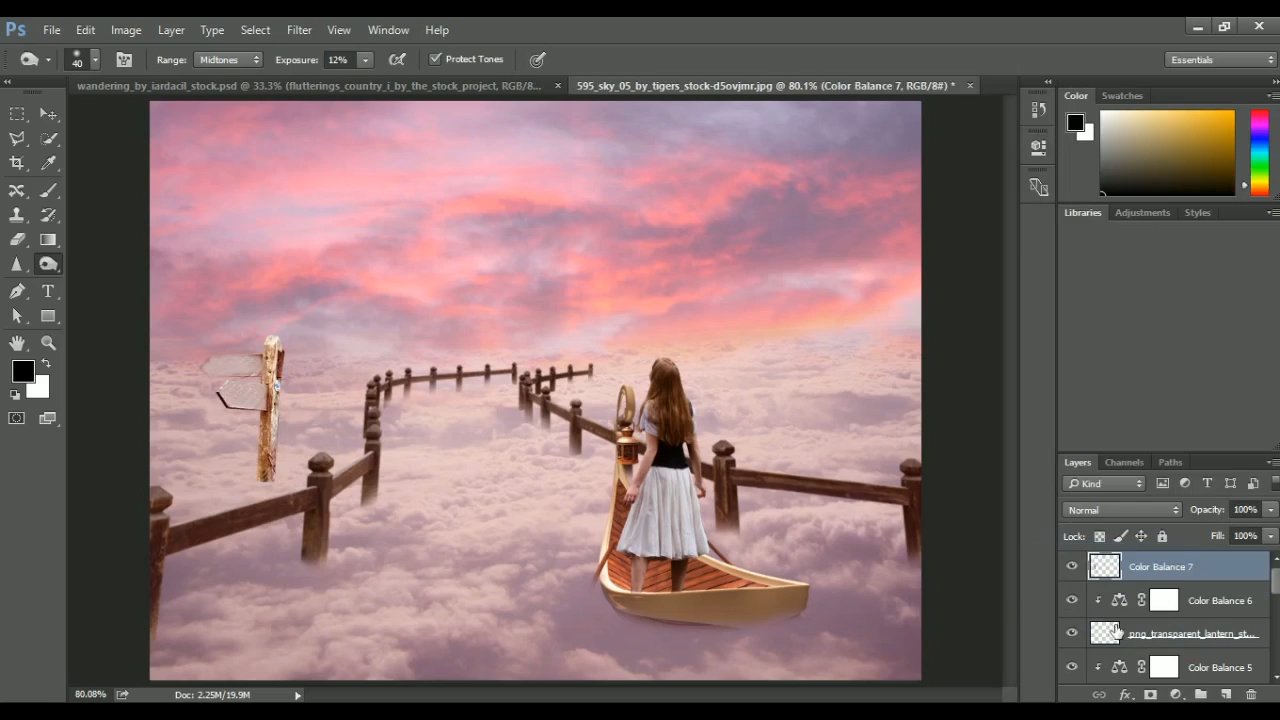 Ps File Edit Image Layer Type Select Filter View Window Help
40 Range: Midtones Exposure: 12% Protect Tones Essentials
wandering_by_iardacil_stock.psd @ 33.3% (flutterings_country_i_by_the_stock_project, RGB/8... × 595_sky_05_by_tigers_stock-d5ovjmr.jpg @ 80.1% (Color Balance 7, RGB/8#) * ×
Color Swatches
Libraries Adjustments Styles
Layers Channels Paths
Kind
Normal Opacity: 100%
Lock: Fill: 100%
Color Balance 7
Color Balance 6
png_transparent_lantern_st...
Color Balance 5
80.08% Doc: 2.25M/19.9M